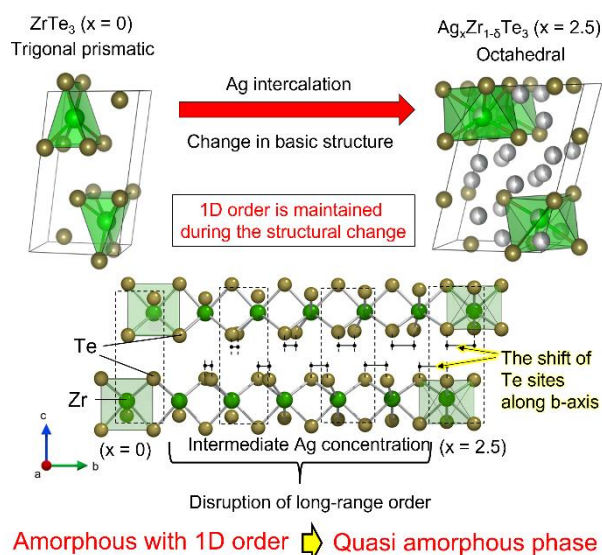 ZrTe₃ (x = 0)
Trigonal prismatic
AgₓZr₁₋δTe₃ (x = 2.5)
Octahedral
Ag intercalation
Change in basic structure
1D order is maintained
during the structural change
Te
Zr
The shift of
Te sites
along b-axis
c
a
b
(x = 0)
Intermediate Ag concentration
(x = 2.5)
Disruption of long-range order
Amorphous with 1D order
Quasi amorphous phase